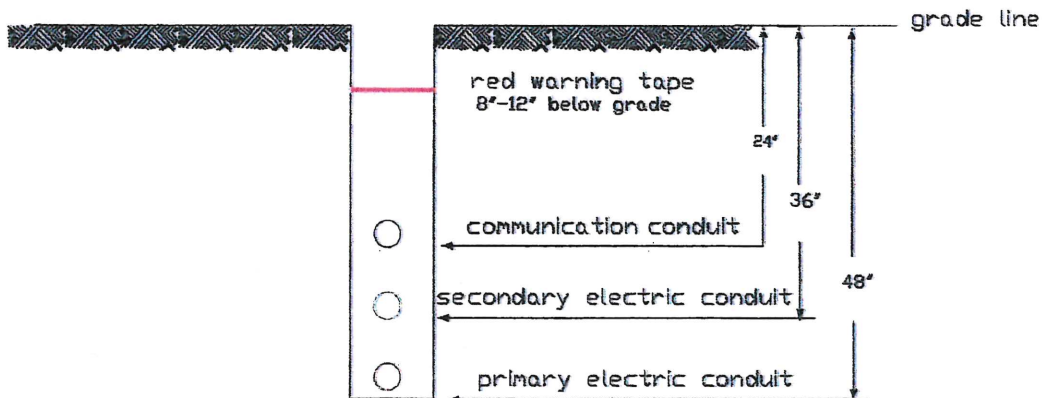 grade line
red warning tape
8"-12" below grade
24"
36"
communication conduit
48"
secondary electric conduit
primary electric conduit